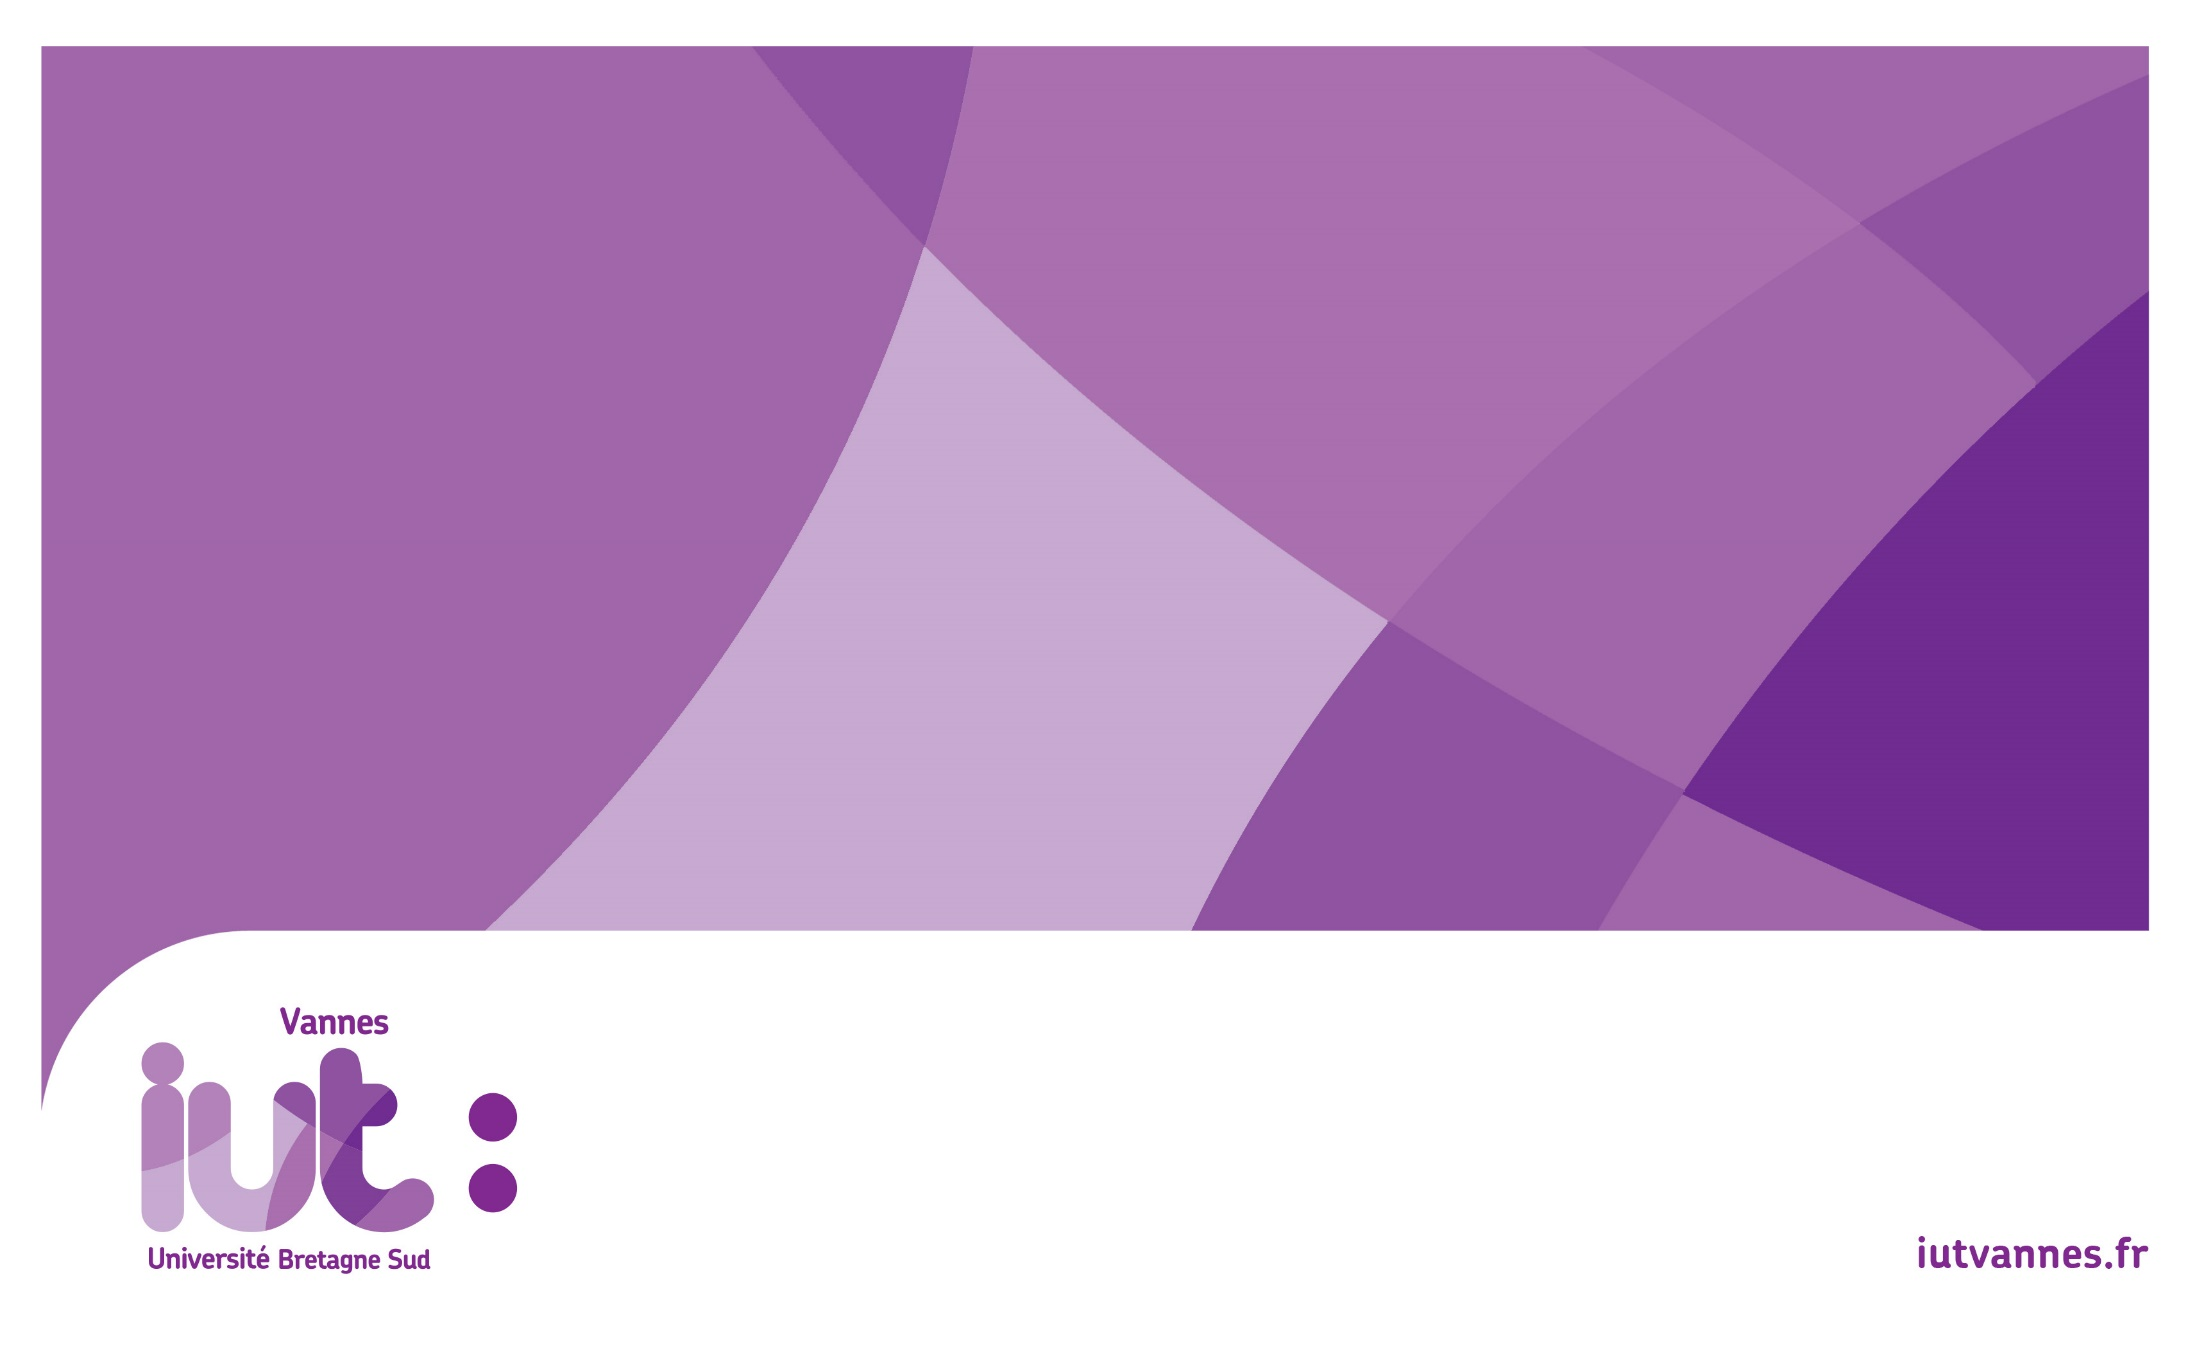 Vannes
iut:
Université Bretagne Sud
iutvannes.fr